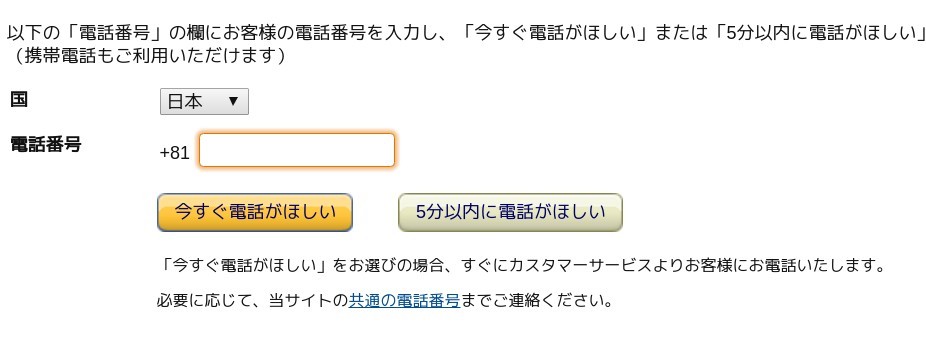 以下の「電話番号」の欄にお客様の電話番号を入力し、「今すぐ電話がほしい」または「5分以内に電話がほしい」
（携帯電話もご利用いただけます）
国 日本 ▼
電話番号 +81
今すぐ電話がほしい 5分以内に電話がほしい
「今すぐ電話がほしい」をお選びの場合、すぐにカスタマーサービスよりお客様にお電話いたします。
必要に応じて、当サイトの共通の電話番号までご連絡ください。